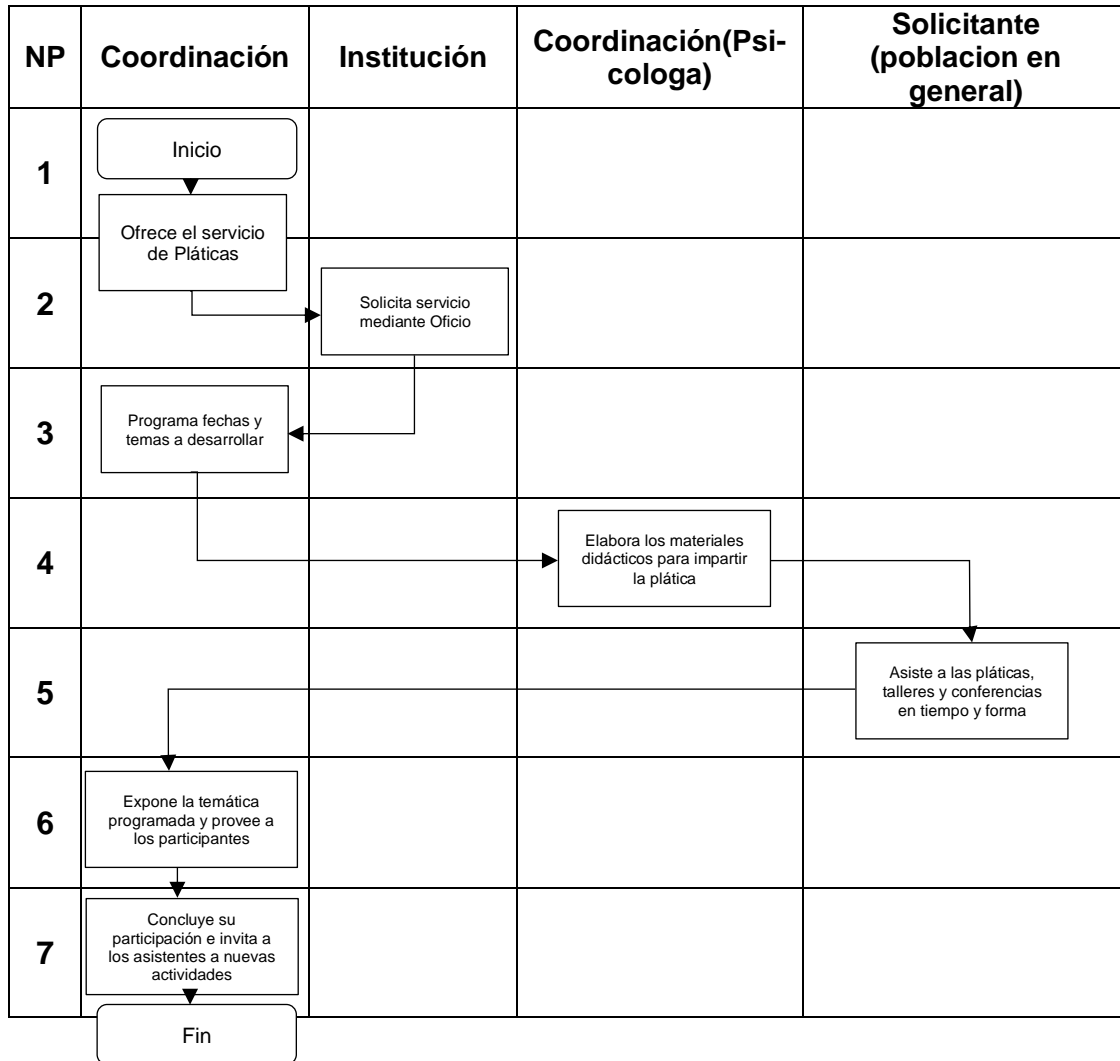 NP
Coordinación
Institución
Coordinación(Psi-
cologa)
Solicitante
(poblacion en
general)
1
Inicio
Ofrece el servicio
de Pláticas
2
Solicita servicio
mediante Oficio
3
Programa fechas y
temas a desarrollar
4
Elabora los materiales
didácticos para impartir
la plática
5
Asiste a las pláticas,
talleres y conferencias
en tiempo y forma
6
Expone la temática
programada y provee a
los participantes
7
Concluye su
participación e invita a
los asistentes a nuevas
actividades
Fin